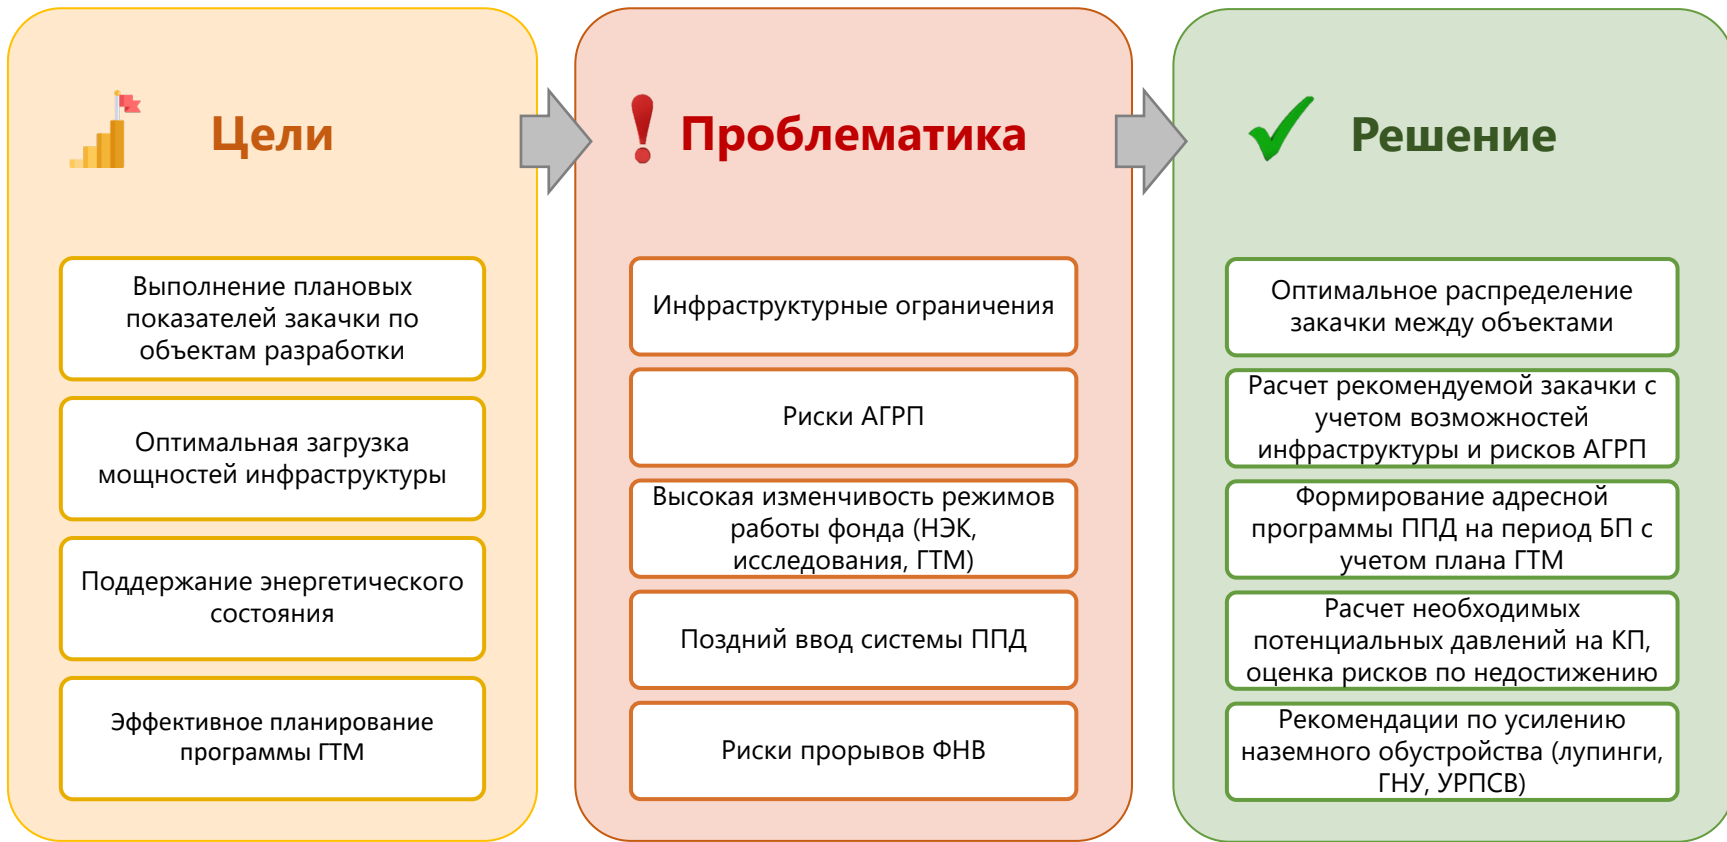 Цели
Выполнение плановых
показателей закачки по
объектам разработки
Оптимальная загрузка
мощностей инфраструктуры
Поддержание энергетического
состояния
Эффективное планирование
программы ГТМ
Проблематика
Инфраструктурные ограничения
Риски АГРП
Высокая изменчивость режимов
работы фонда (НЭК,
исследования, ГТМ)
Поздний ввод системы ППД
Риски прорывов ФНВ
Решение
Оптимальное распределение
закачки между объектами
Расчет рекомендуемой закачки с
учетом возможностей
инфраструктуры и рисков АГРП
Формирование адресной
программы ППД на период БП с
учетом плана ГТМ
Расчет необходимых
потенциальных давлений на КП,
оценка рисков по недостижению
Рекомендации по усилению
наземного обустройства (лупинги,
ГНУ, УРПСВ)